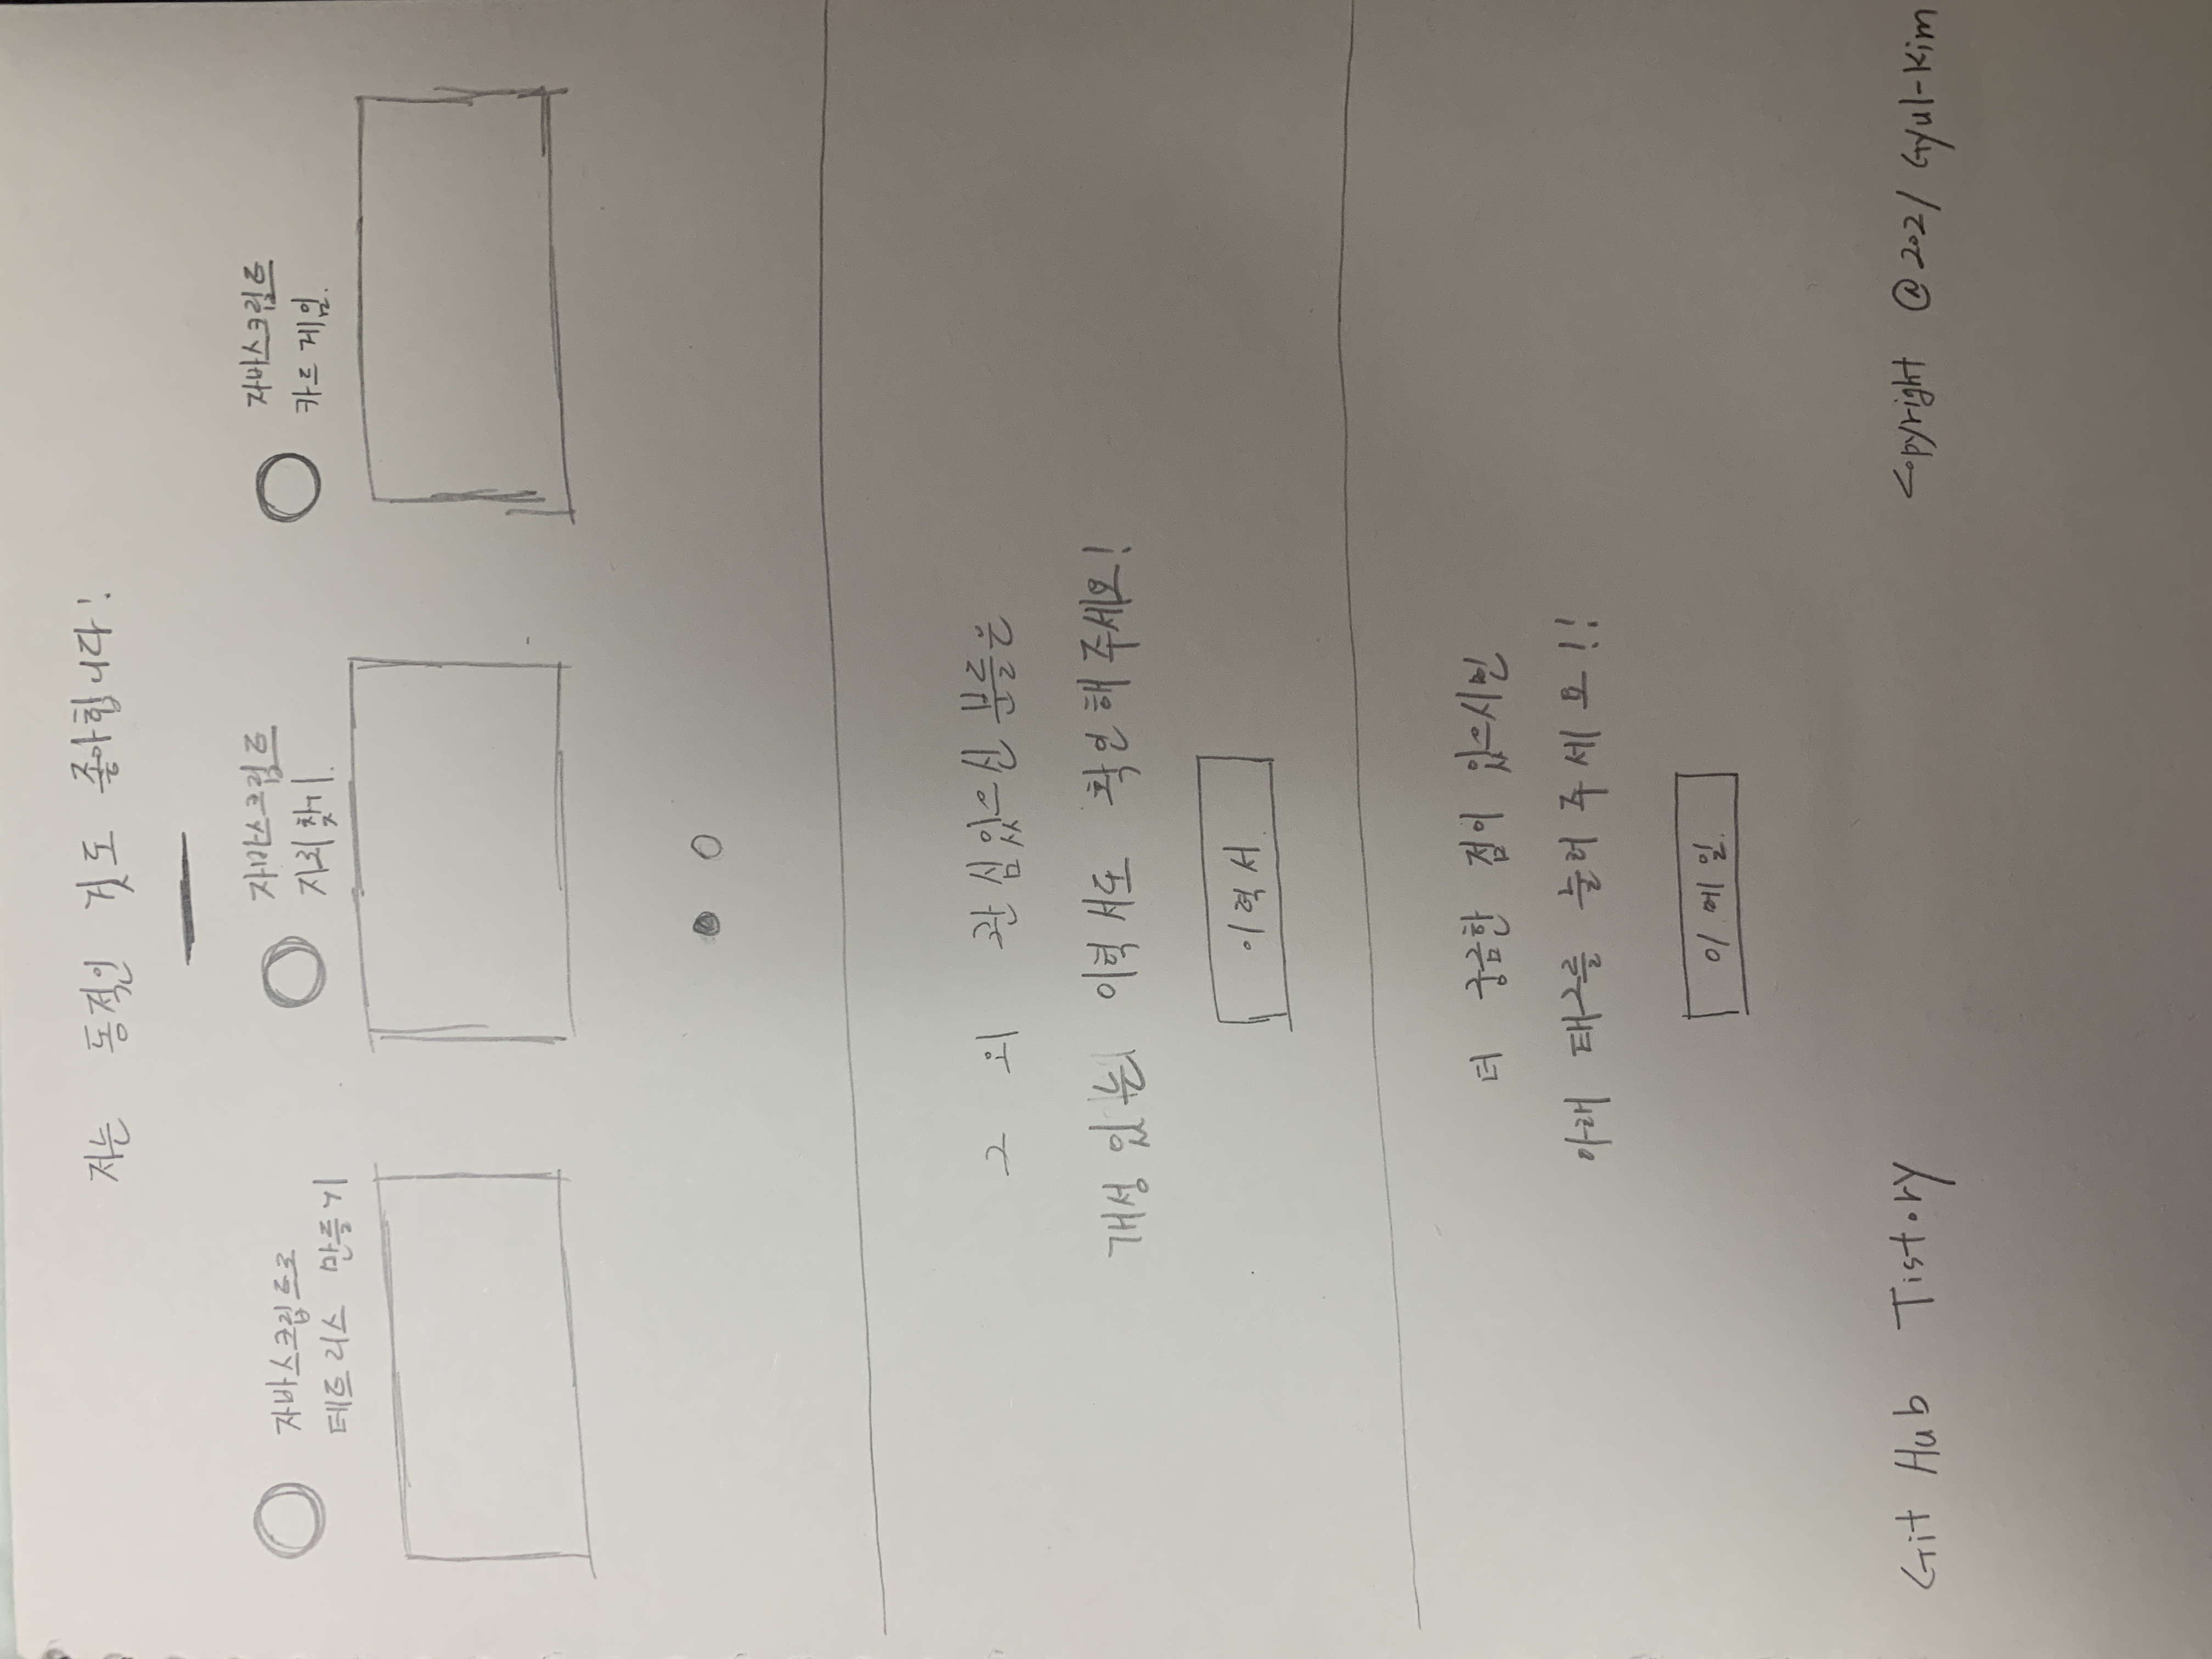 저는 동적인 것도 좋아합니다!
자바스크립트로
테트리스 만들기
자바스크립트
지뢰찾기.
자바스크립트
카드 게임.
그 외 관심있으신 분들은
개성 있는 이력서도 확인해주세요!
이력서.
더 궁금한 점이 있으시면
아래 태그를 눌러주세요!!
이메일.
Git Hub Tistory
Copyright @2021 Gyul-Kim